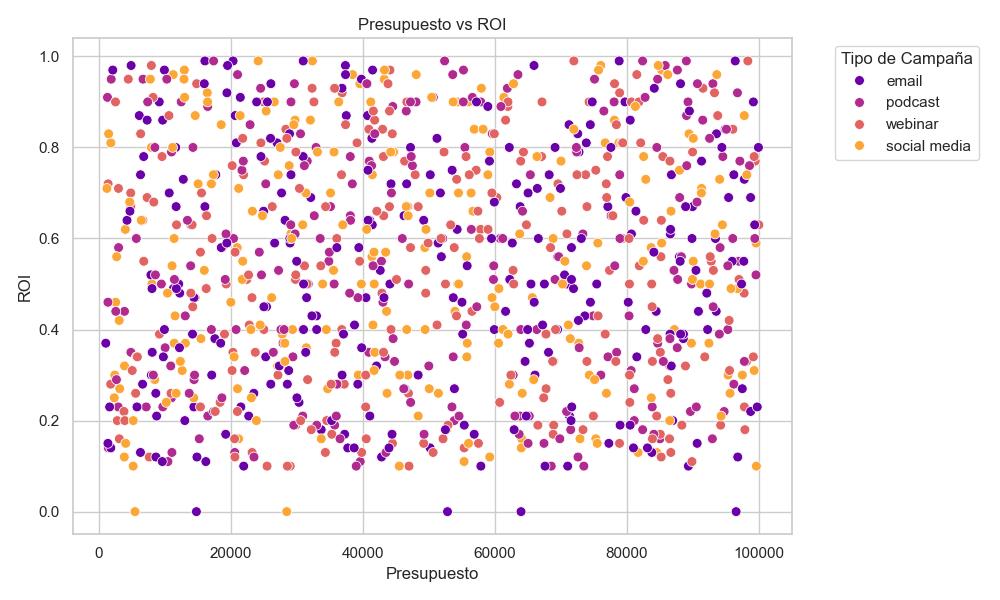 Presupuesto vs ROI
Tipo de Campaña
email
podcast
webinar
social media
ROI
1.0
0.8
0.6
0.4
0.2
0.0
0 20000 40000 60000 80000 100000
Presupuesto